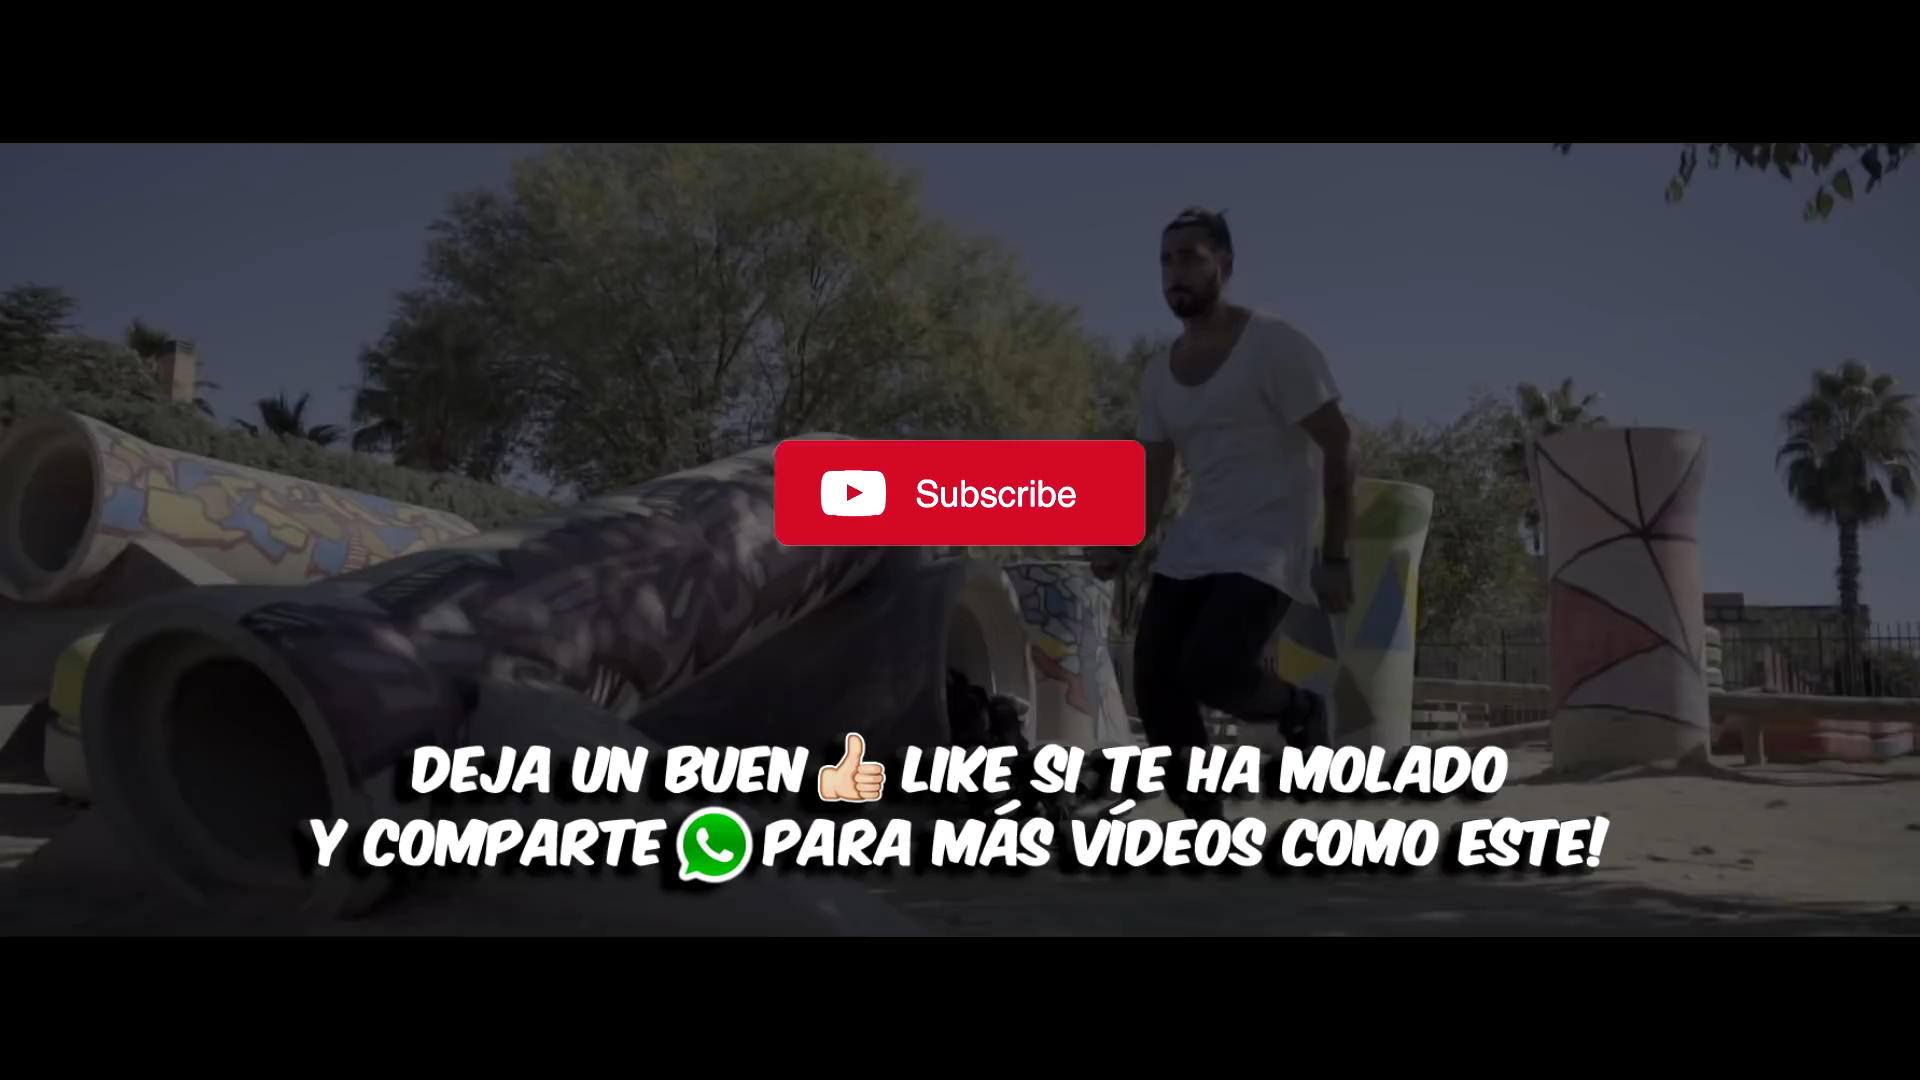 Subscribe
DEJA UN BUEN 👍🏻 LIKE SI TE HA MOLADO
Y COMPARTE PARA MÁS VÍDEOS COMO ESTE!